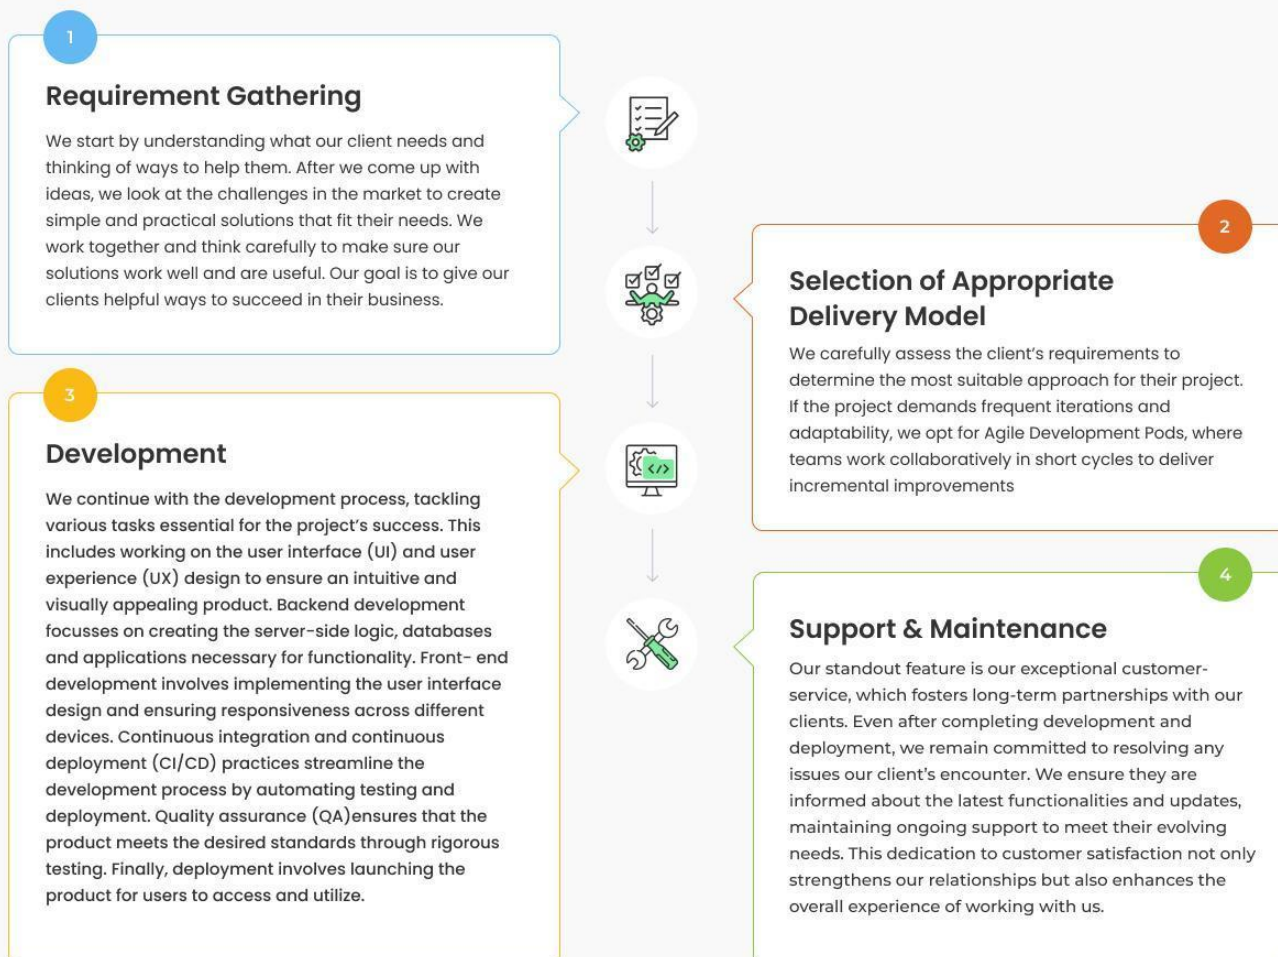 1
Requirement Gathering
We start by understanding what our client needs and
thinking of ways to help them. After we come up with
ideas, we look at the challenges in the market to create
simple and practical solutions that fit their needs. We
work together and think carefully to make sure our
solutions work well and are useful. Our goal is to give our
clients helpful ways to succeed in their business.
2
Selection of Appropriate
Delivery Model
We carefully assess the client's requirements to
determine the most suitable approach for their project.
If the project demands frequent iterations and
adaptability, we opt for Agile Development Pods, where
teams work collaboratively in short cycles to deliver
incremental improvements
3
Development
We continue with the development process, tackling
various tasks essential for the project's success. This
includes working on the user interface (UI) and user
experience (UX) design to ensure an intuitive and
visually appealing product. Backend development
focusses on creating the server-side logic, databases
and applications necessary for functionality. Front- end
development involves implementing the user interface
design and ensuring responsiveness across different
devices. Continuous integration and continuous
deployment (CI/CD) practices streamline the
development process by automating testing and
deployment. Quality assurance (QA)ensures that the
product meets the desired standards through rigorous
testing. Finally, deployment involves launching the
product for users to access and utilize.
</>
4
Support & Maintenance
Our standout feature is our exceptional customer-
service, which fosters long-term partnerships with our
clients. Even after completing development and
deployment, we remain committed to resolving any
issues our client's encounter. We ensure they are
informed about the latest functionalities and updates,
maintaining ongoing support to meet their evolving
needs. This dedication to customer satisfaction not only
strengthens our relationships but also enhances the
overall experience of working with us.